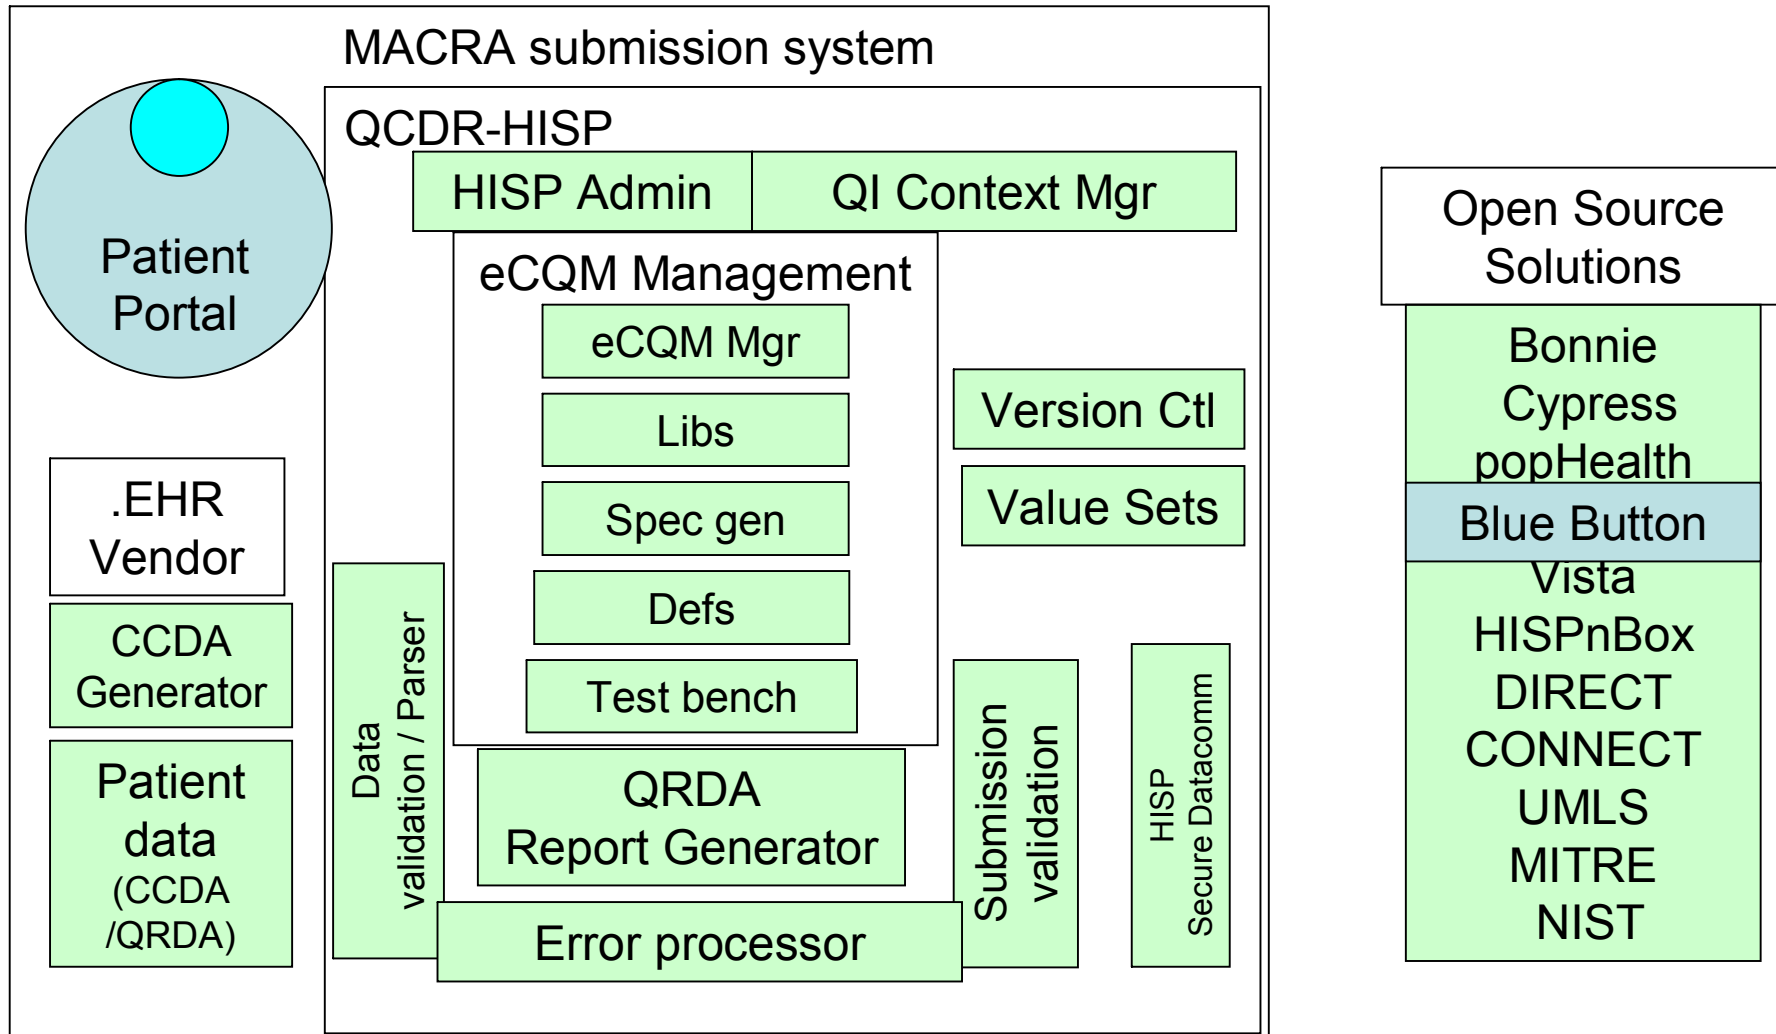 MACRA submission system
Patient
Portal
.EHR
Vendor
CCDA
Generator
Patient
data
(CCDA
/QRDA)
QCDR-HISP
HISP Admin
QI Context Mgr
eCQM Management
eCQM Mgr
Libs
Spec gen
Defs
Test bench
Version Ctl
Value Sets
Data
validation / Parser
QRDA
Report Generator
Error processor
Submission
validation
HISP
Secure Datacomm
Open Source
Solutions
Bonnie
Cypress
popHealth
Blue Button
Vista
HISPnBox
DIRECT
CONNECT
UMLS
MITRE
NIST